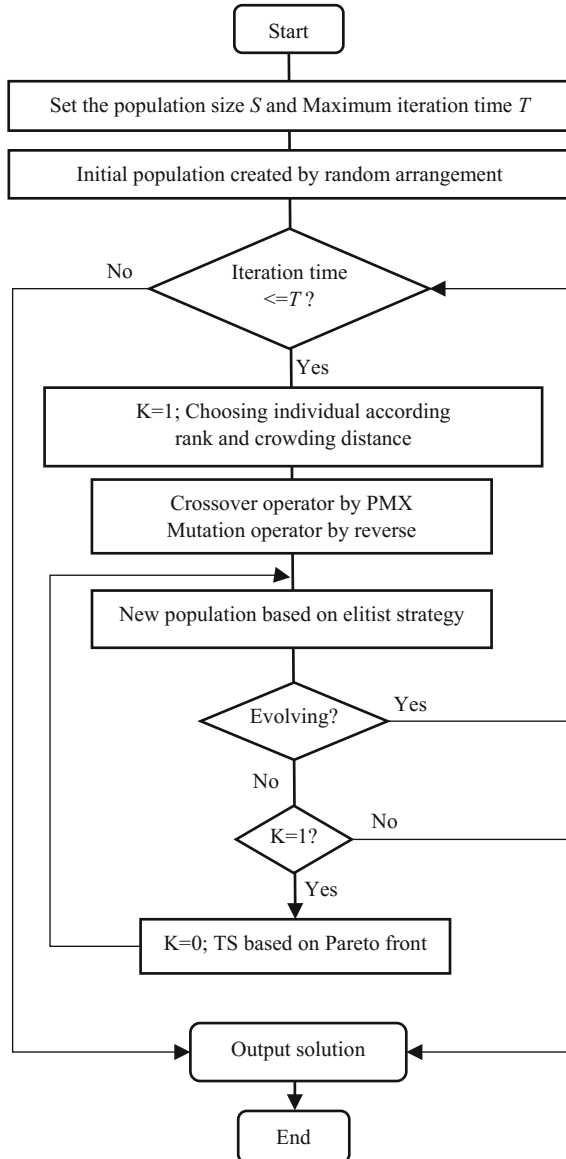 Start
Set the population size S and Maximum iteration time T
Initial population created by random arrangement
No
Iteration time
<=T ?
Yes
K=1; Choosing individual according
rank and crowding distance
Crossover operator by PMX
Mutation operator by reverse
New population based on elitist strategy
Evolving?
Yes
No
K=1?
No
Yes
K=0; TS based on Pareto front
Output solution
End